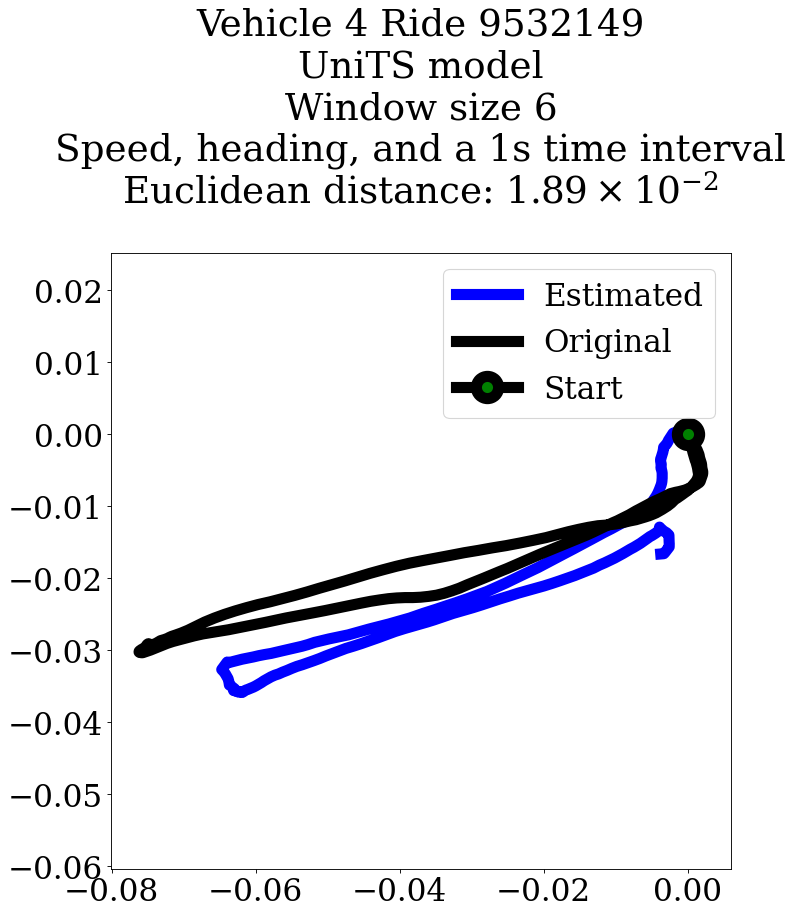 Vehicle 4 Ride 9532149
UniTS model
Window size 6
Speed, heading, and a 1s time interval
Euclidean distance: 1.89 × 10⁻²
Estimated
Original
Start
0.02
0.01
0.00
−0.01
−0.02
−0.03
−0.04
−0.05
−0.06
−0.08 −0.06 −0.04 −0.02 0.00